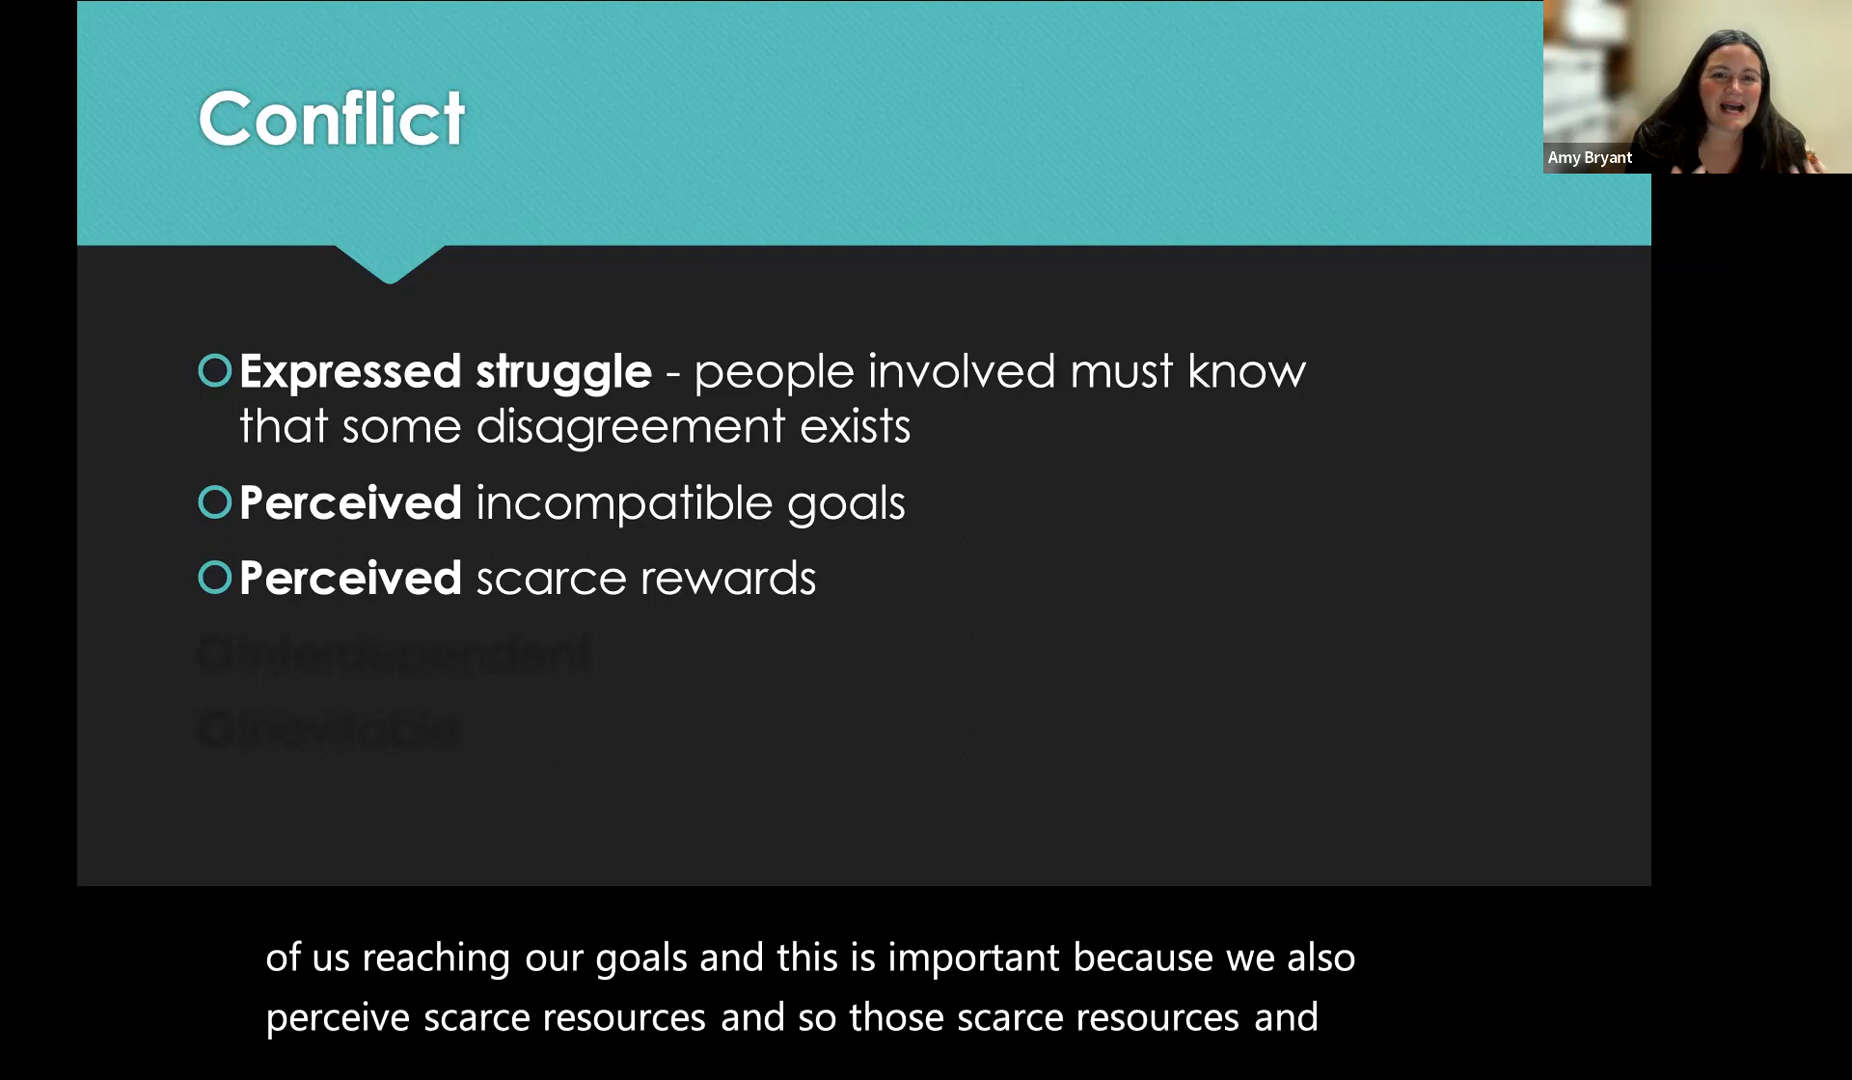 Conflict
Amy Bryant
Expressed struggle - people involved must know
that some disagreement exists
Perceived incompatible goals
Perceived scarce rewards
Interdependent
Inevitable
of us reaching our goals and this is important because we also
perceive scarce resources and so those scarce resources and